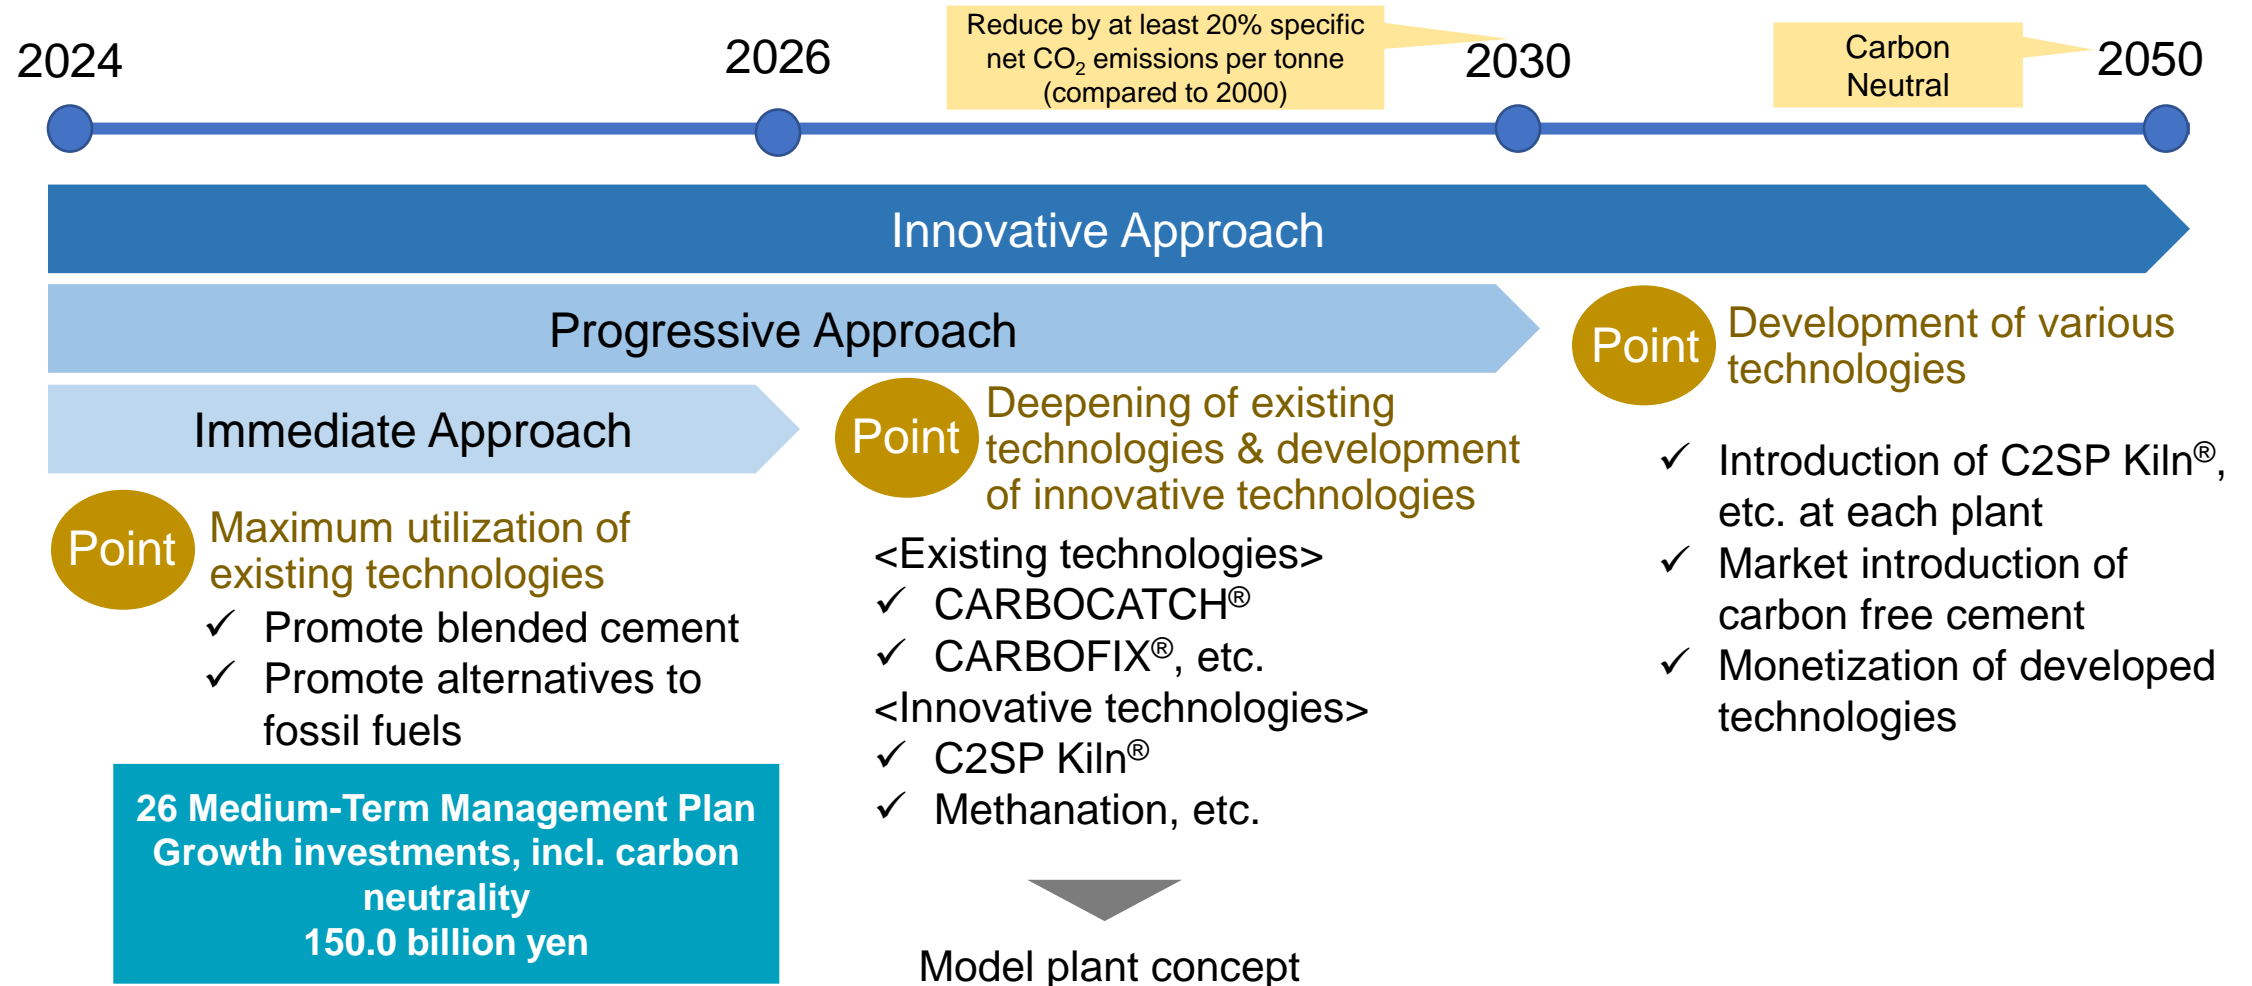 2024
2026
Reduce by at least 20% specific
net CO₂ emissions per tonne
(compared to 2000)
2030
Carbon
Neutral
2050
Innovative Approach
Progressive Approach
Immediate Approach
Point
Maximum utilization of
existing technologies
✓ Promote blended cement
✓ Promote alternatives to
fossil fuels
26 Medium-Term Management Plan
Growth investments, incl. carbon
neutrality
150.0 billion yen
Point
Deepening of existing
technologies & development
of innovative technologies
<Existing technologies>
✓ CARBOCATCH®
✓ CARBOFIX®, etc.
<Innovative technologies>
✓ C2SP Kiln®
✓ Methanation, etc.
Model plant concept
Point
Development of various
technologies
✓ Introduction of C2SP Kiln®,
etc. at each plant
✓ Market introduction of
carbon free cement
✓ Monetization of developed
technologies